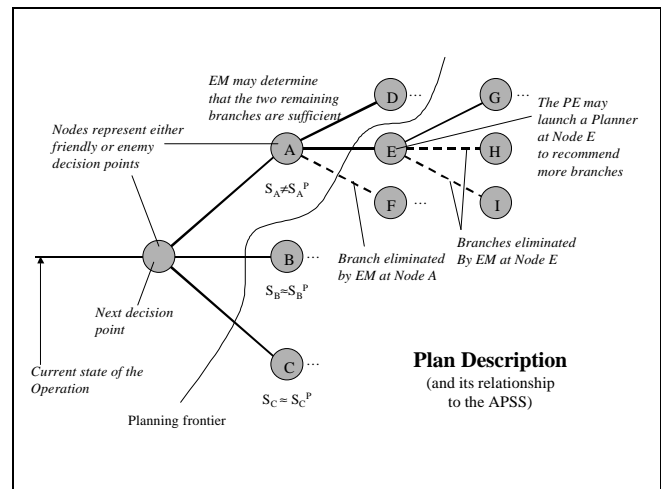 EM may determine
that the two remaining
branches are sufficient
D ...
G ...
Nodes represent either
friendly or enemy
decision points
The PE may
launch a Planner
at Node E
to recommend
more branches
A
E
H
S_A≠S_A^P
F ...
I
Branch eliminated
by EM at Node A
Branches eliminated
By EM at Node E
B ...
S_B≈S_B^P
Next decision
point
Current state of the
Operation
C ...
S_C ≈ S_C^P
Plan Description
(and its relationship
to the APSS)
Planning frontier